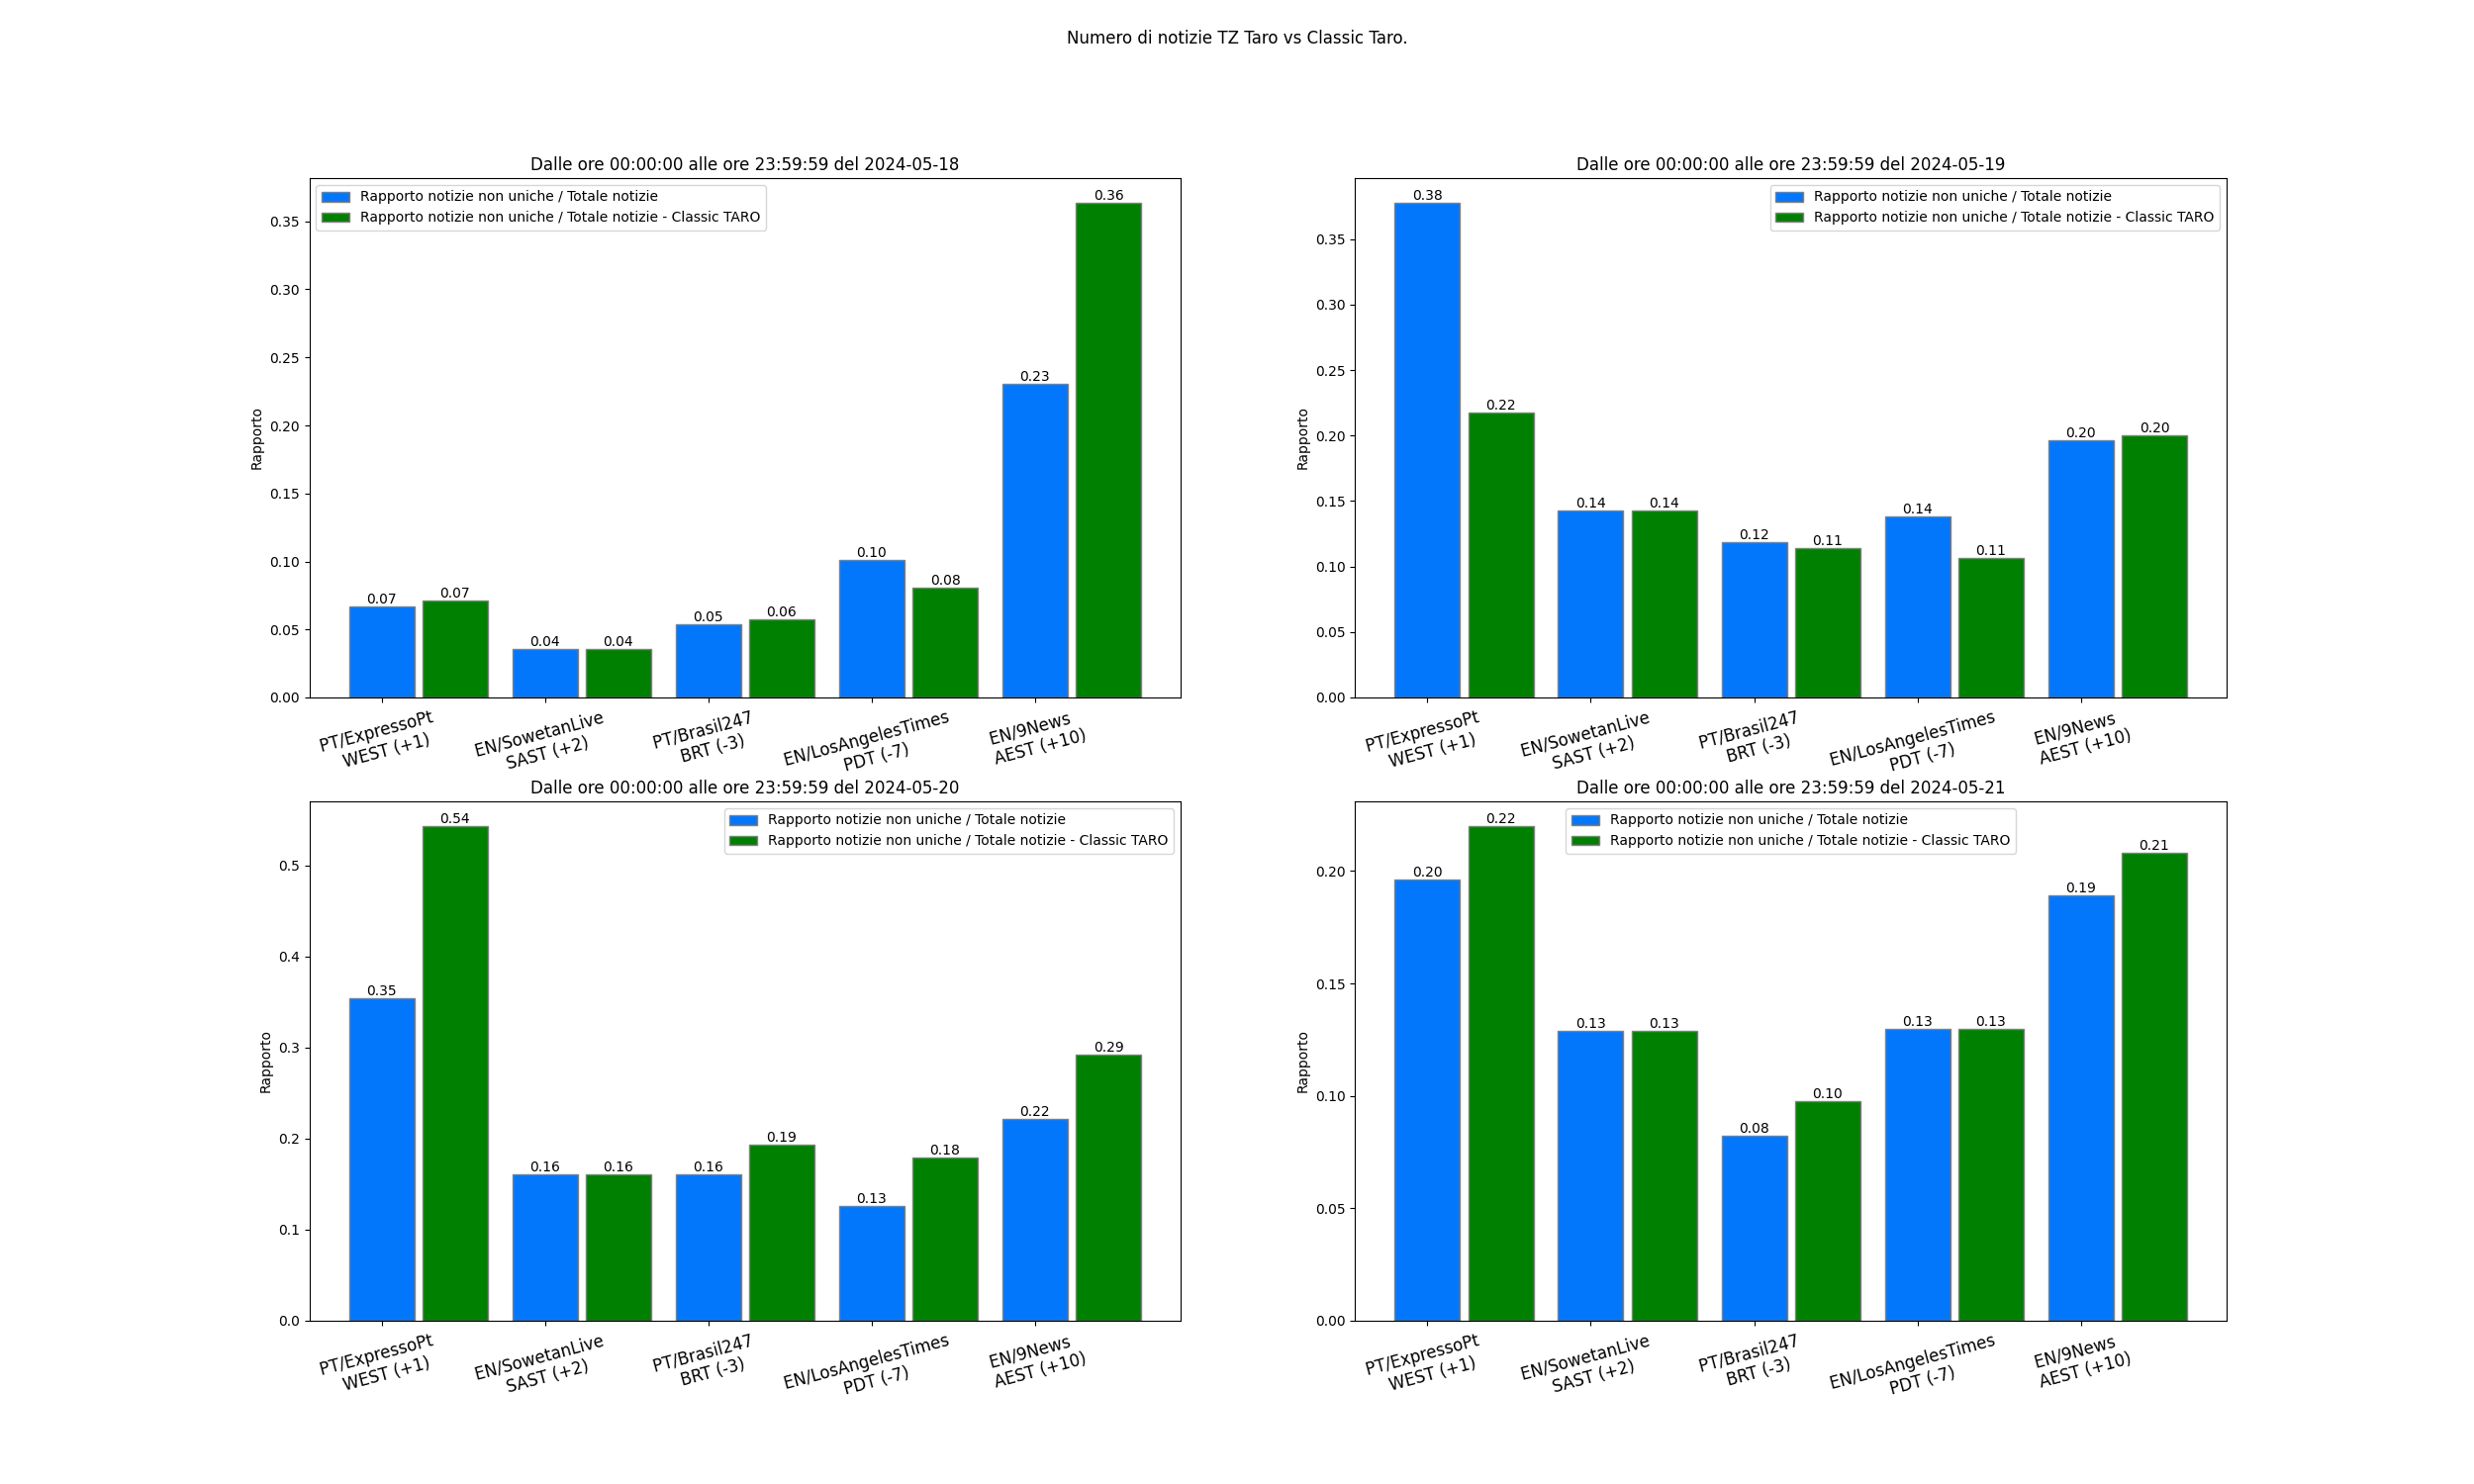 Numero di notizie TZ Taro vs Classic Taro.
Dalle ore 00:00:00 alle ore 23:59:59 del 2024-05-18
Rapporto notizie non uniche / Totale notizie
Rapporto notizie non uniche / Totale notizie - Classic TARO
Rapporto
0.35
0.30
0.25
0.20
0.15
0.10
0.05
0.00
0.07
0.07
0.04
0.04
0.05
0.06
0.10
0.08
0.23
0.36
PT/ExpressoPt
WEST (+1)
EN/SowetanLive
SAST (+2)
PT/Brasil247
BRT (-3)
EN/LosAngelesTimes
PDT (-7)
EN/9News
AEST (+10)
Dalle ore 00:00:00 alle ore 23:59:59 del 2024-05-19
Rapporto notizie non uniche / Totale notizie
Rapporto notizie non uniche / Totale notizie - Classic TARO
Rapporto
0.35
0.30
0.25
0.20
0.15
0.10
0.05
0.00
0.38
0.22
0.14
0.14
0.12
0.11
0.14
0.11
0.20
0.20
PT/ExpressoPt
WEST (+1)
EN/SowetanLive
SAST (+2)
PT/Brasil247
BRT (-3)
EN/LosAngelesTimes
PDT (-7)
EN/9News
AEST (+10)
Dalle ore 00:00:00 alle ore 23:59:59 del 2024-05-20
Rapporto notizie non uniche / Totale notizie
Rapporto notizie non uniche / Totale notizie - Classic TARO
Rapporto
0.5
0.4
0.3
0.2
0.1
0.0
0.35
0.54
0.16
0.16
0.16
0.19
0.13
0.18
0.22
0.29
PT/ExpressoPt
WEST (+1)
EN/SowetanLive
SAST (+2)
PT/Brasil247
BRT (-3)
EN/LosAngelesTimes
PDT (-7)
EN/9News
AEST (+10)
Dalle ore 00:00:00 alle ore 23:59:59 del 2024-05-21
Rapporto notizie non uniche / Totale notizie
Rapporto notizie non uniche / Totale notizie - Classic TARO
Rapporto
0.20
0.15
0.10
0.05
0.00
0.20
0.22
0.13
0.13
0.08
0.10
0.13
0.13
0.19
0.21
PT/ExpressoPt
WEST (+1)
EN/SowetanLive
SAST (+2)
PT/Brasil247
BRT (-3)
EN/LosAngelesTimes
PDT (-7)
EN/9News
AEST (+10)